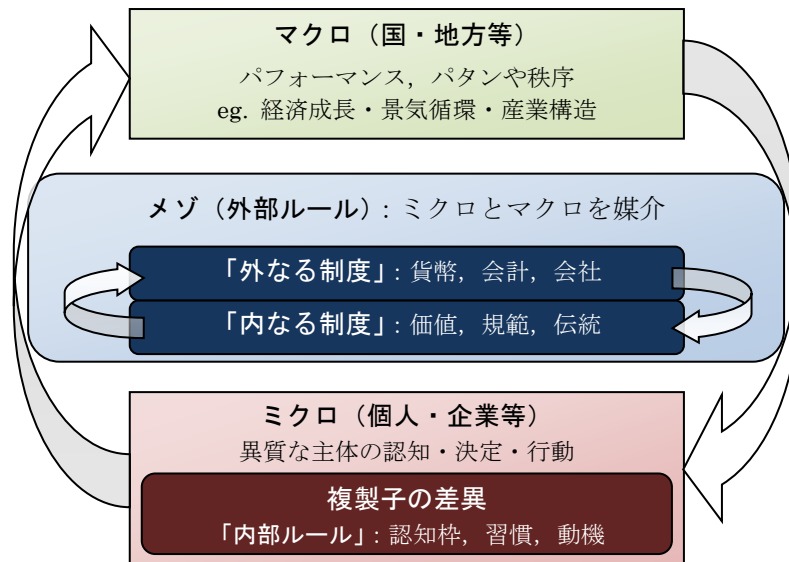 マクロ（国・地方等）
パフォーマンス，パタンや秩序
eg. 経済成長・景気循環・産業構造
メゾ（外部ルール）：ミクロとマクロを媒介
「外なる制度」：貨幣，会計，会社
「内なる制度」：価値，規範，伝統
ミクロ（個人・企業等）
異質な主体の認知・決定・行動
複製子の差異
「内部ルール」：認知枠，習慣，動機